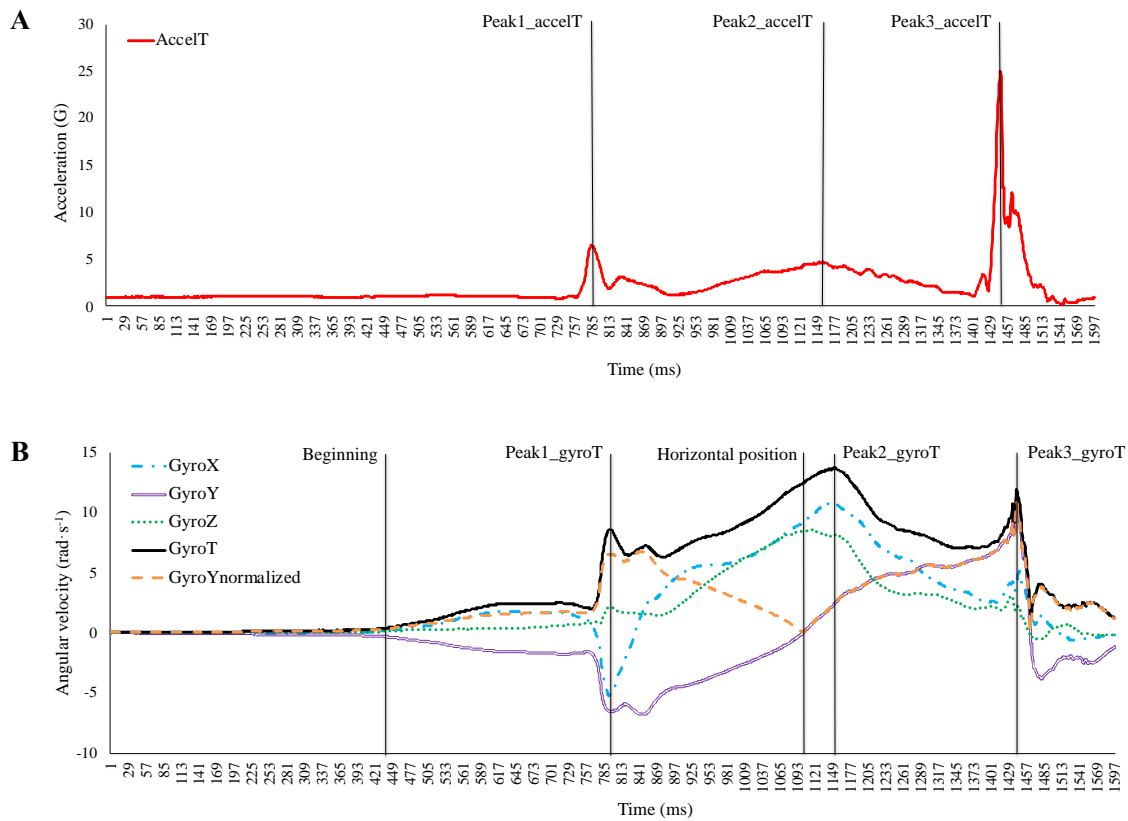 A
Peak1_accelT Peak2_accelT Peak3_accelT
AccelT
Acceleration (G)
30
25
20
15
10
5
0
1 29 57 85 113 141 169 197 225 253 281 309 337 365 393 421 449 477 505 533 561 589 617 645 673 701 729 757 785 813 841 869 897 925 953 981 1009 1037 1065 1093 1121 1149 1177 1205 1233 1261 1289 1317 1345 1373 1401 1429 1457 1485 1513 1541 1569 1597
Time (ms)
B
Beginning Peak1_gyroT Horizontal position Peak2_gyroT Peak3_gyroT
GyroX
GyroY
GyroZ
GyroT
GyroYnormalized
Angular velocity (rad·s⁻¹)
15
10
5
0
-5
-10
1 29 57 85 113 141 169 197 225 253 281 309 337 365 393 421 449 477 505 533 561 589 617 645 673 701 729 757 785 813 841 869 897 925 953 981 1009 1037 1065 1093 1121 1149 1177 1205 1233 1261 1289 1317 1345 1373 1401 1429 1457 1485 1513 1541 1569 1597
Time (ms)